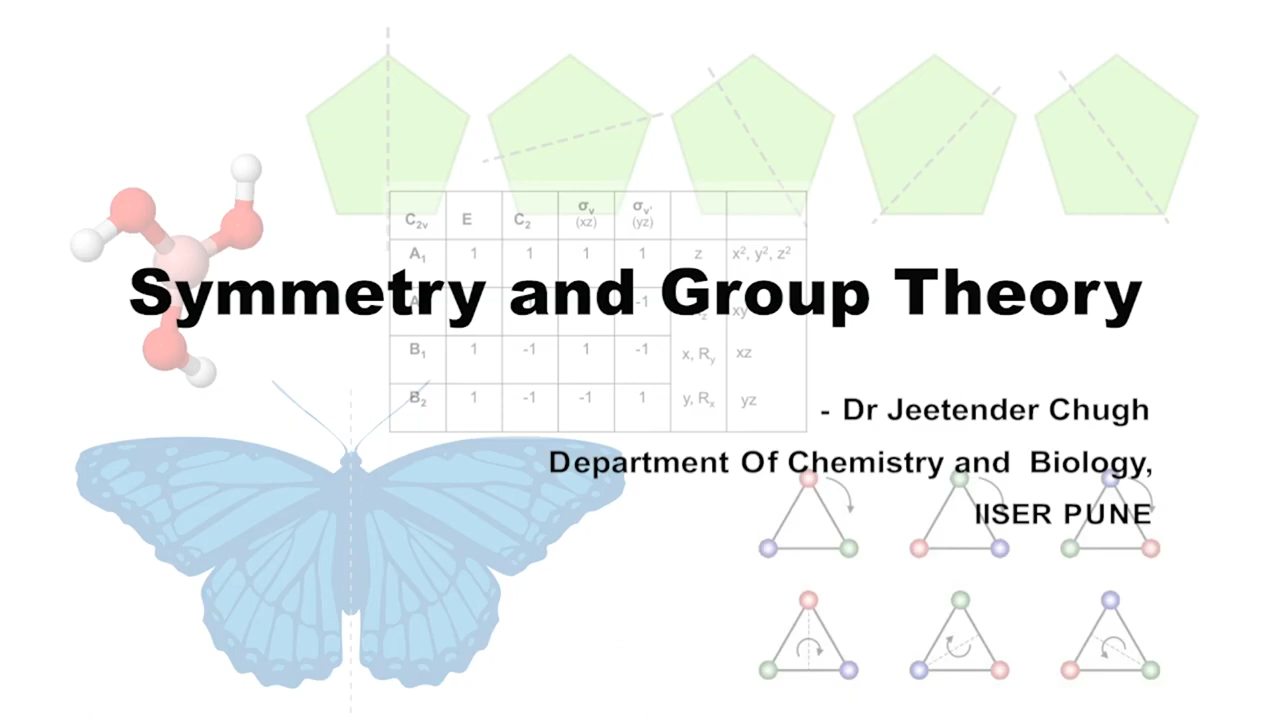 C2v E C2 σv (xz) σv' (yz)
A1 1 1 1 1 z x², y², z²
Symmetry and Group Theory
-1 xy
B1 1 -1 1 -1 x, Ry xz
B2 1 -1 -1 1 y, Rx yz
- Dr Jeetender Chugh
Department Of Chemistry and Biology,
IISER PUNE